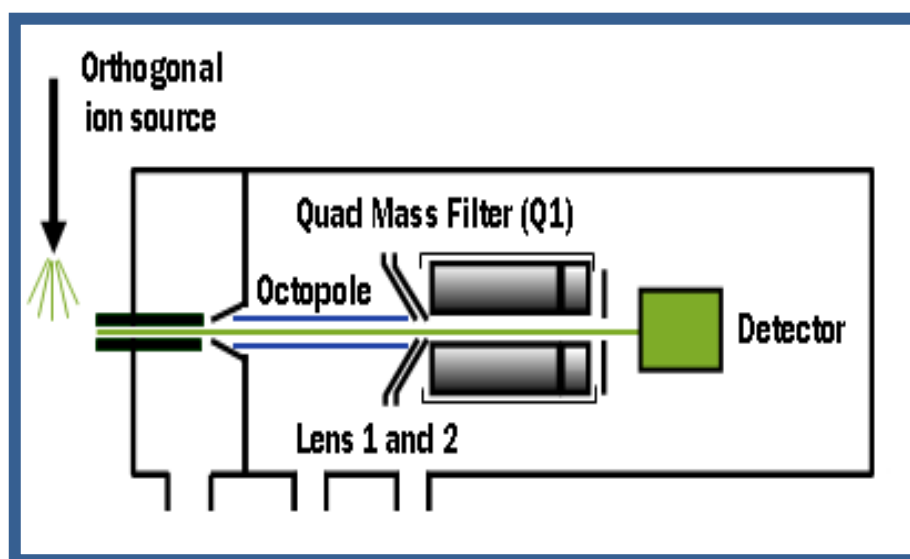 Orthogonal
ion source
Quad Mass Filter (Q1)
Octopole
Detector
Lens 1 and 2